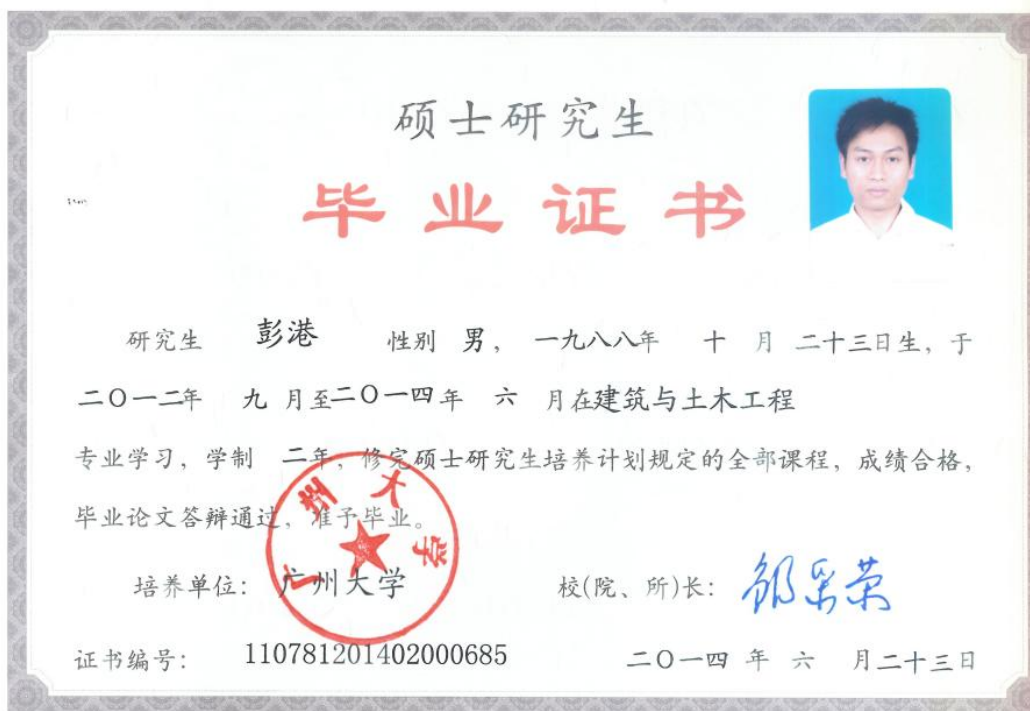 硕士研究生
毕业证书
研究生 彭港 性别 男，一九八八年 十 月 二十三日生，于
二〇一二年 九 月至二〇一四年 六 月在建筑与土木工程
专业学习，学制 二年，修完硕士研究生培养计划规定的全部课程，成绩合格，
毕业论文答辩通过，准予毕业。
广州大学
培养单位：广州大学 校(院、所)长：
证书编号： 110781201402000685 二〇一四 年 六 月二十三日